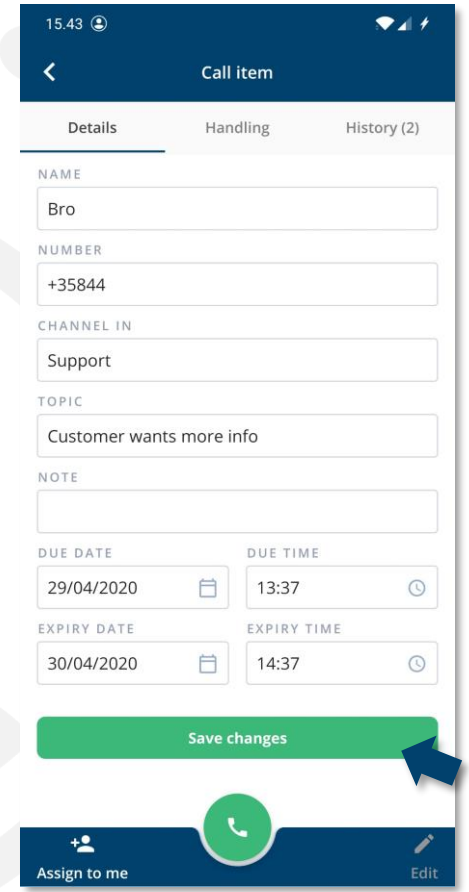 15.43
Call item
Details Handling History (2)
NAME
Bro
NUMBER
+35844
CHANNEL IN
Support
TOPIC
Customer wants more info
NOTE
DUE DATE DUE TIME
29/04/2020 13:37
EXPIRY DATE EXPIRY TIME
30/04/2020 14:37
Save changes
Assign to me Edit